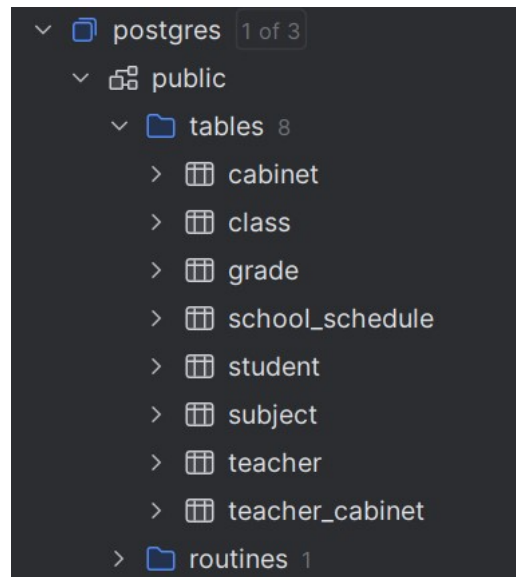 postgres 1 of 3
public
tables 8
cabinet
class
grade
school_schedule
student
subject
teacher
teacher_cabinet
routines 1